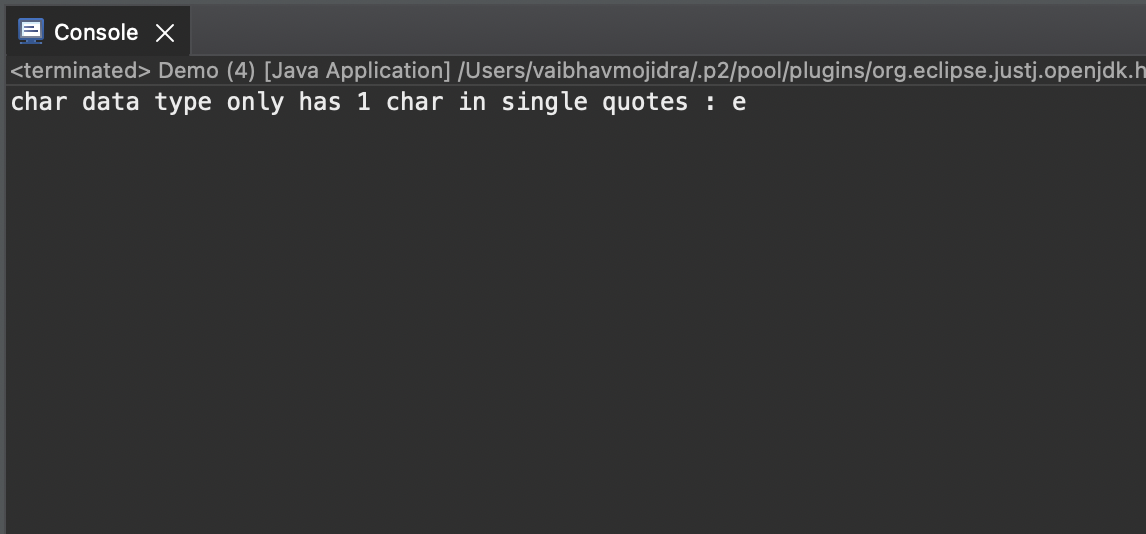 Console
<terminated> Demo (4) [Java Application] /Users/vaibhavmojidra/.p2/pool/plugins/org.eclipse.justj.openjdk.h
char data type only has 1 char in single quotes : e